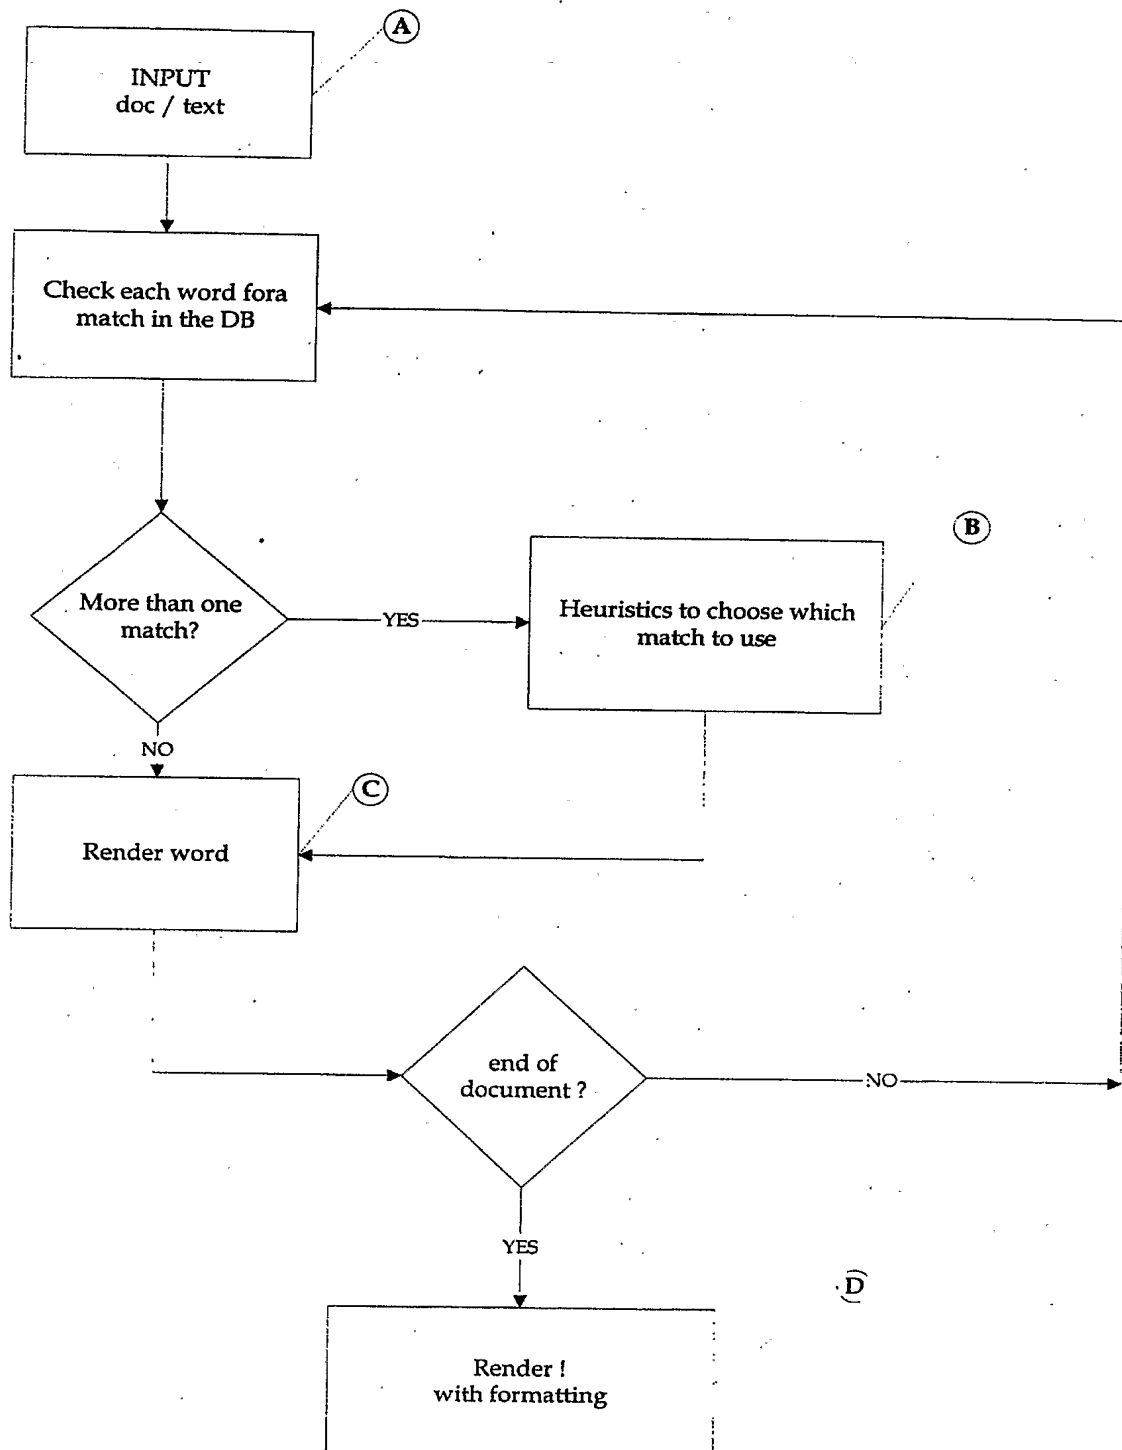 A
INPUT
doc / text
Check each word fora
match in the DB
B
More than one
match?
YES
Heuristics to choose which
match to use
NO
C
Render word
end of
document ?
NO
YES
D
Render !
with formatting